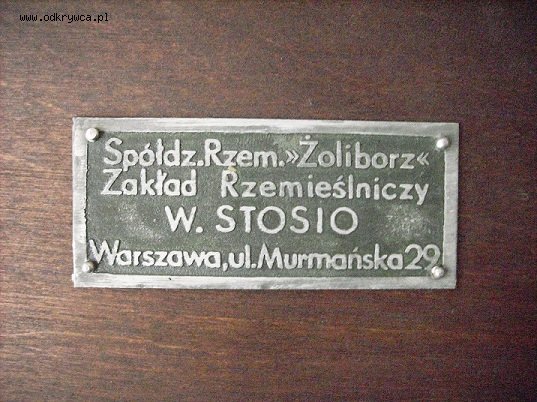 www.odkrywca.pl
Spółdz.Rzem.»Żoliborz«
Zakład Rzemieślniczy
W. STOSIO
Warszawa, ul. Murmańska 29